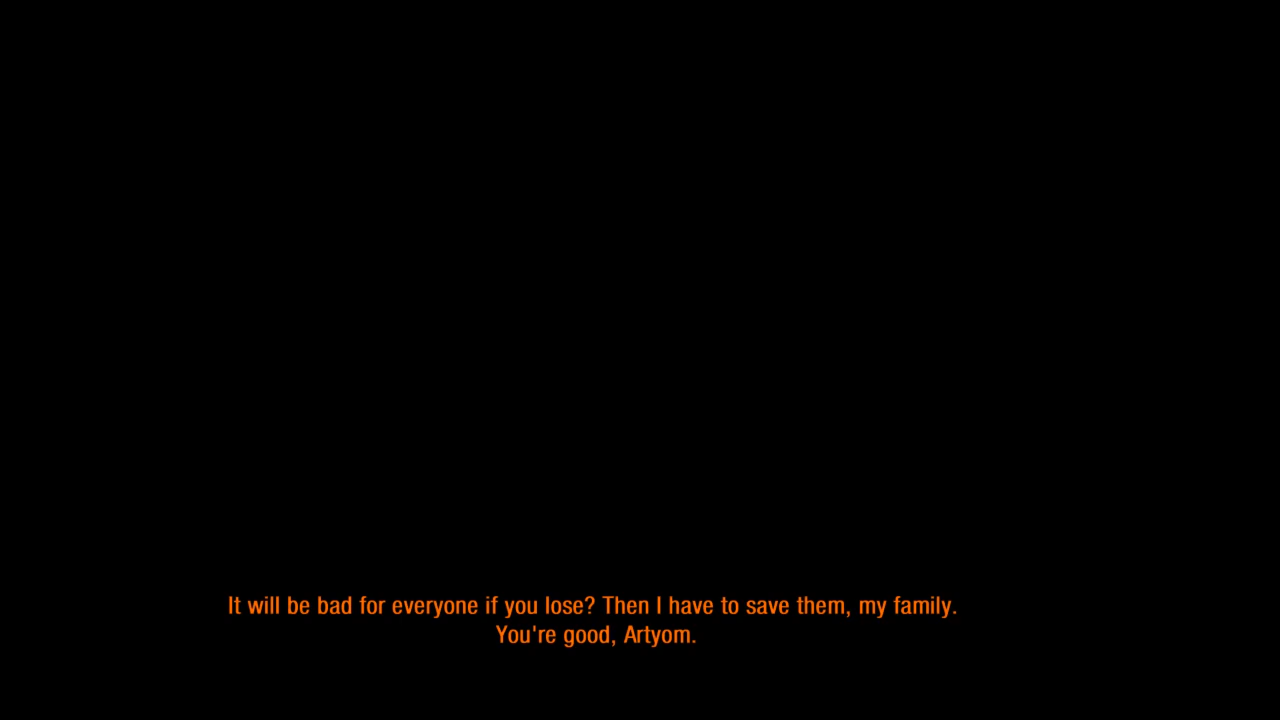 It will be bad for everyone if you lose? Then I have to save them, my family.
You're good, Artyom.